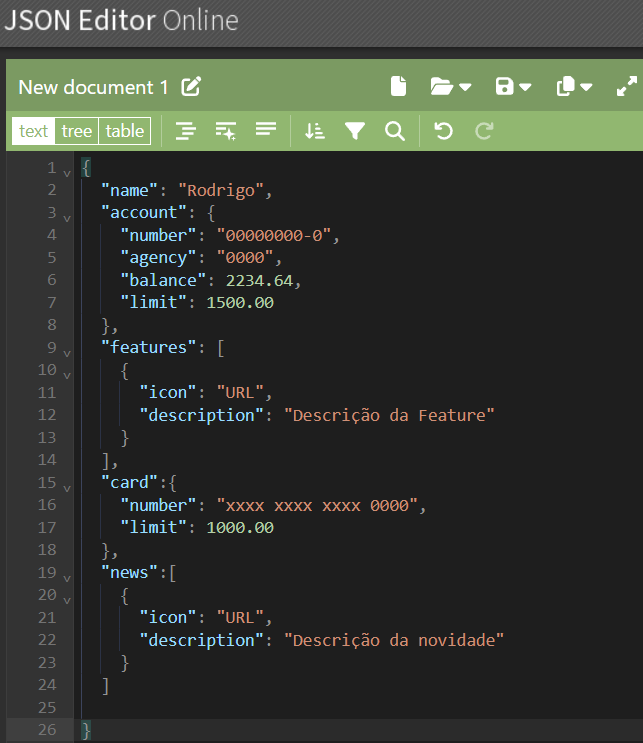 JSON Editor Online
New document 1
text tree table
1 {
2   "name": "Rodrigo",
3   "account": {
4     "number": "00000000-0",
5     "agency": "0000",
6     "balance": 2234.64,
7     "limit": 1500.00
8   },
9   "features": [
10     {
11       "icon": "URL",
12       "description": "Descrição da Feature"
13     }
14   ],
15   "card":{
16     "number": "xxxx xxxx xxxx 0000",
17     "limit": 1000.00
18   },
19   "news":[
20     {
21       "icon": "URL",
22       "description": "Descrição da novidade"
23     }
24   ]
25
26 }